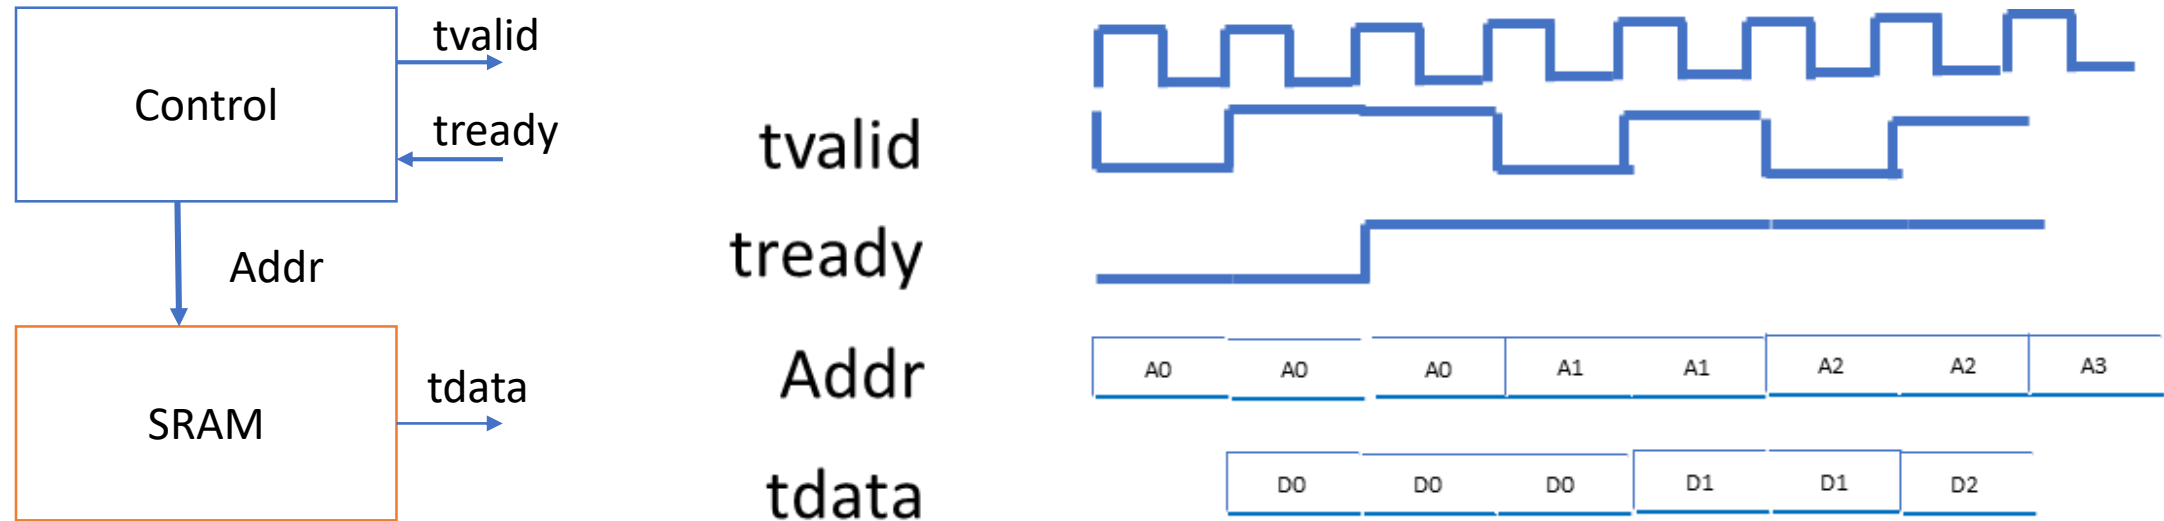 tvalid
Control
tready
Addr
SRAM
tdata
tvalid
tready
Addr A0 A0 A0 A1 A1 A2 A2 A3
tdata D0 D0 D0 D1 D1 D2